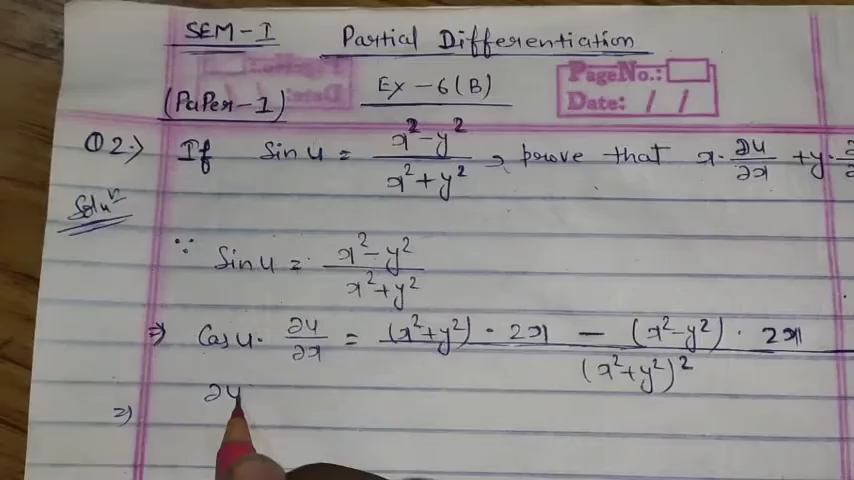 SEM-I Partial Differentiation
(PaPer-1) Ex-6(B) PageNo.:
Date: / /
Q2.> If Sin u = (x²-y²)/(x²+y²), prove that x·∂u/∂x + y·∂
Soluⁿ
∵ Sin u = (x²-y²)/(x²+y²)
⇒ Cos u · ∂u/∂x = ((x²+y²)·2x - (x²-y²)·2x)/(x²+y²)²
⇒ ∂u